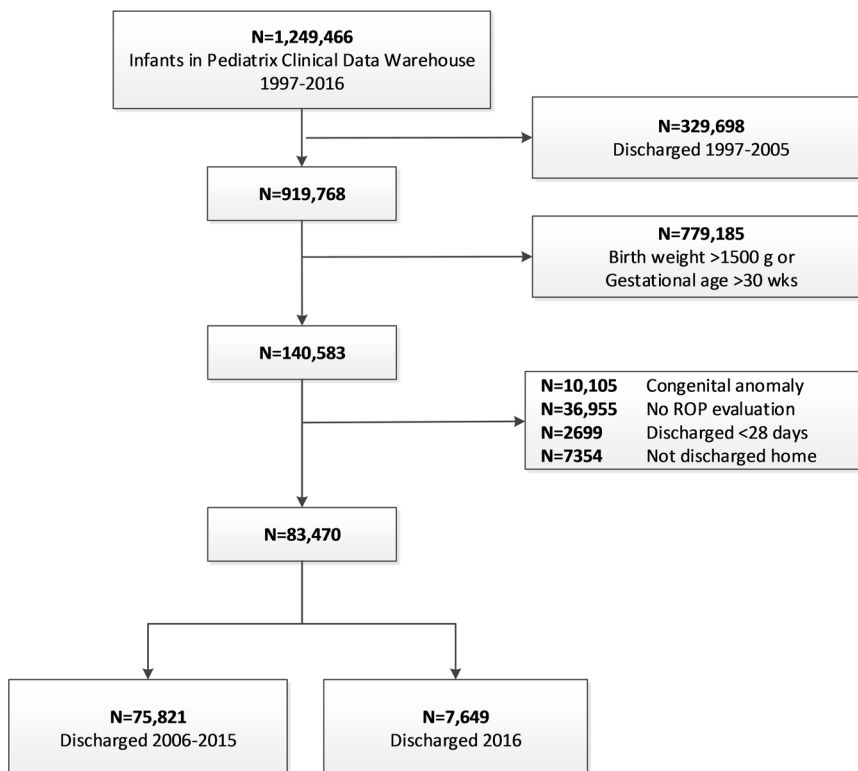 N=1,249,466
Infants in Pediatrix Clinical Data Warehouse
1997-2016
N=329,698
Discharged 1997-2005
N=919,768
N=779,185
Birth weight >1500 g or
Gestational age >30 wks
N=140,583
N=10,105 Congenital anomaly
N=36,955 No ROP evaluation
N=2699 Discharged <28 days
N=7354 Not discharged home
N=83,470
N=75,821
Discharged 2006-2015
N=7,649
Discharged 2016